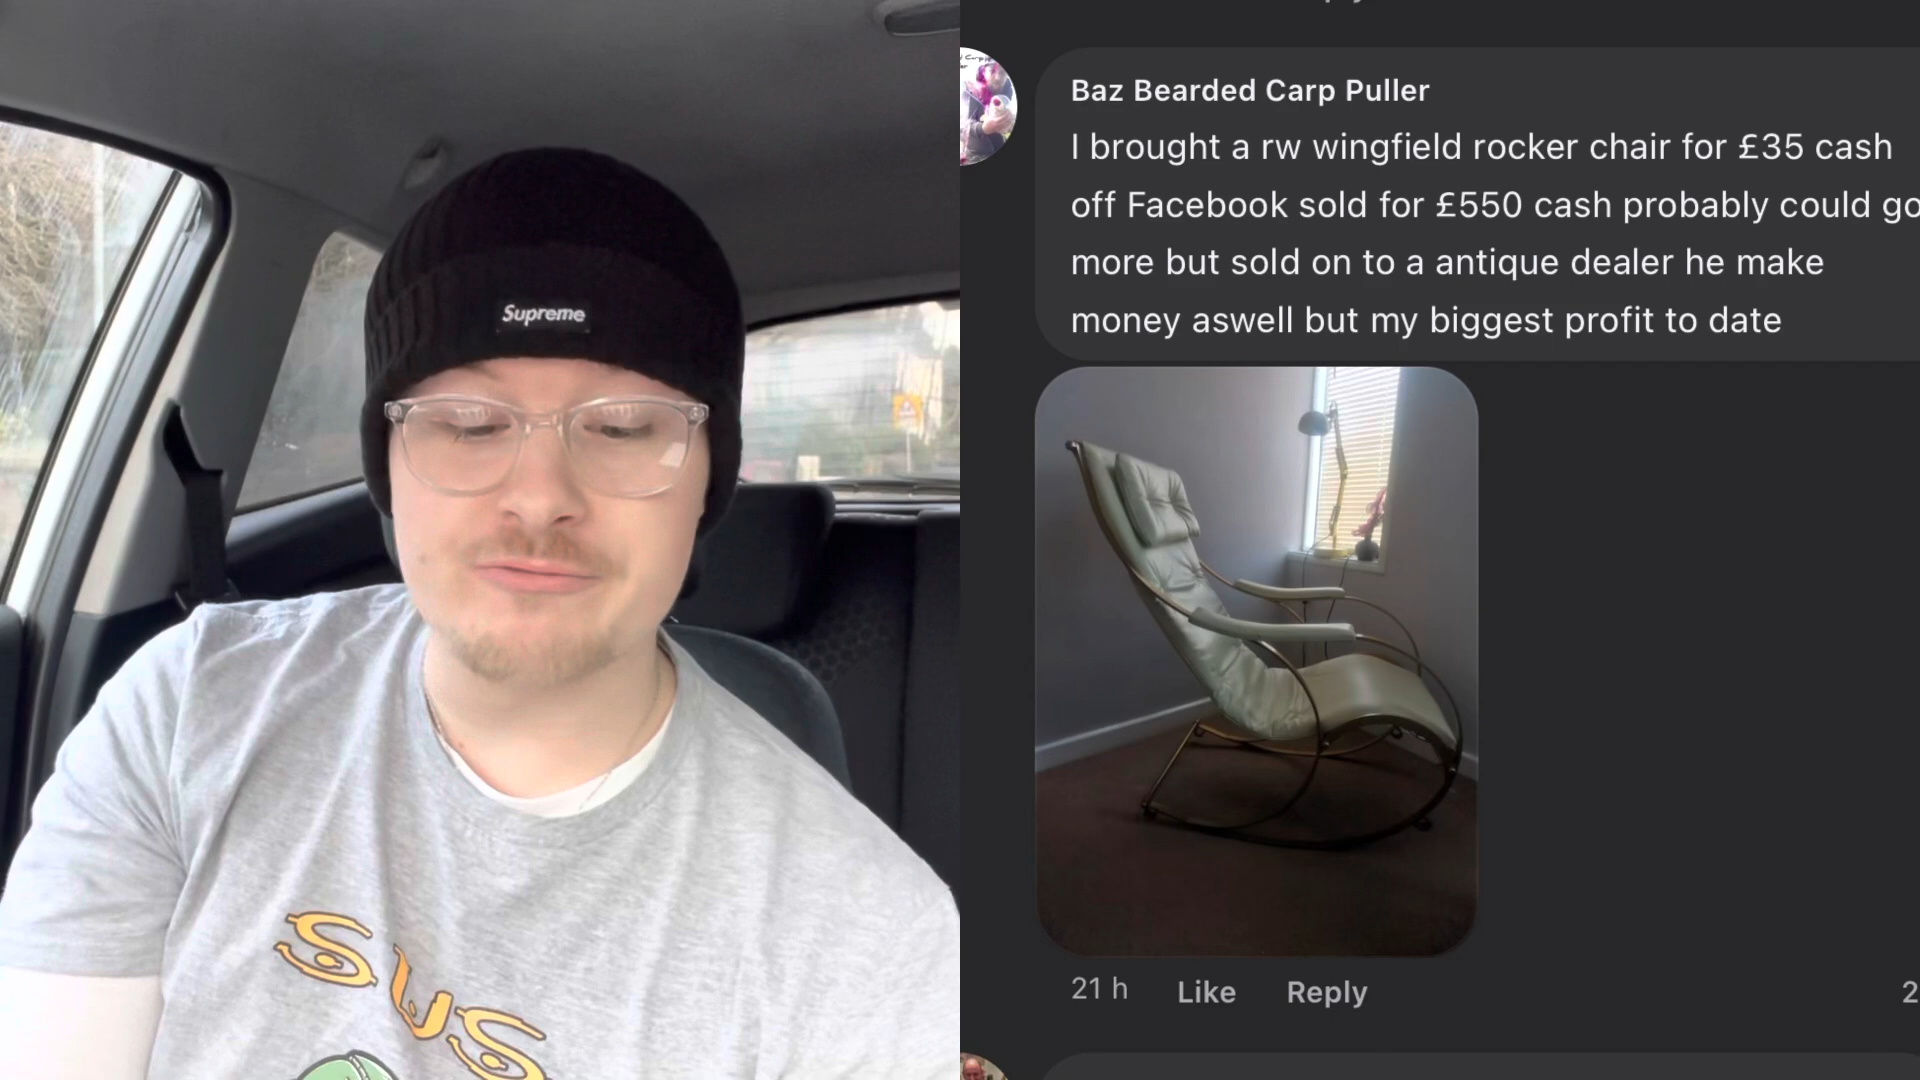 Supreme
SUS
Baz Bearded Carp Puller
I brought a rw wingfield rocker chair for £35 cash
off Facebook sold for £550 cash probably could go
more but sold on to a antique dealer he make
money aswell but my biggest profit to date
21 h Like Reply 2